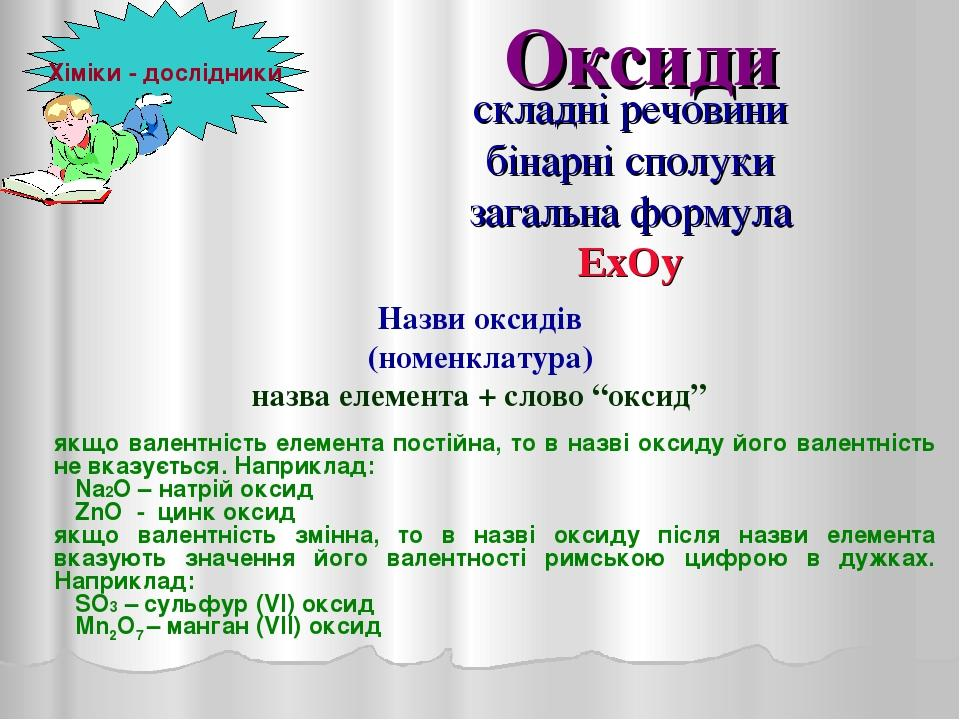 Хіміки - дослідники
Оксиди
складні речовини
бінарні сполуки
загальна формула
ЕхОу
Назви оксидів
(номенклатура)
назва елемента + слово “оксид”
якщо валентність елемента постійна, то в назві оксиду його валентність
не вказується. Наприклад:
Na₂O – натрій оксид
ZnO - цинк оксид
якщо валентність змінна, то в назві оксиду після назви елемента
вказують значення його валентності римською цифрою в дужках.
Наприклад:
SO₃ – сульфур (VI) оксид
Mn₂O₇ – манган (VII) оксид